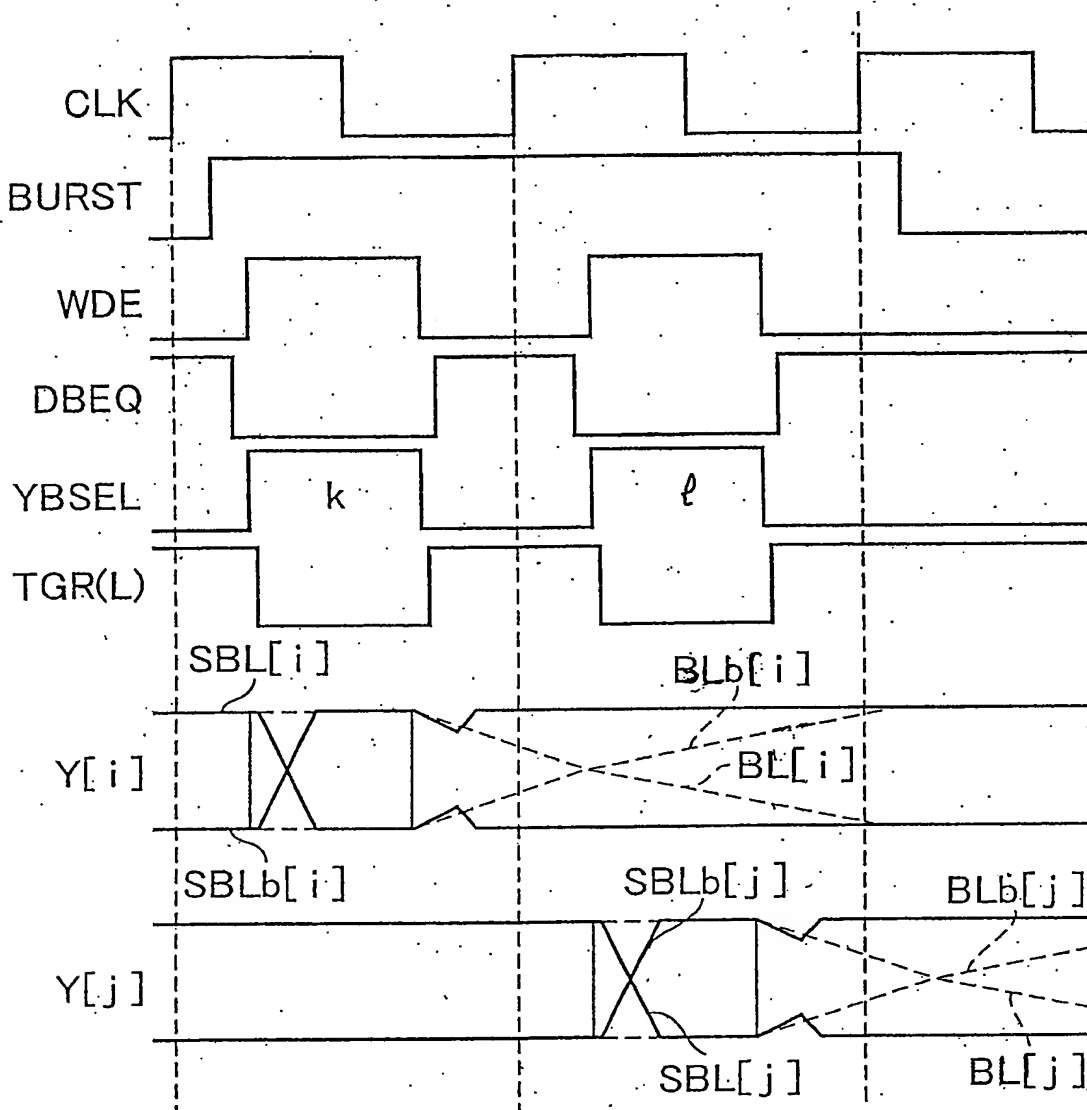 CLK
BURST
WDE
DBEQ
YBSEL
k
ℓ
TGR(L)
SBL[i]
BLb[i]
Y[i]
BL[i]
SBLb[i]
SBLb[j]
BLb[j]
Y[j]
SBL[j]
BL[j]